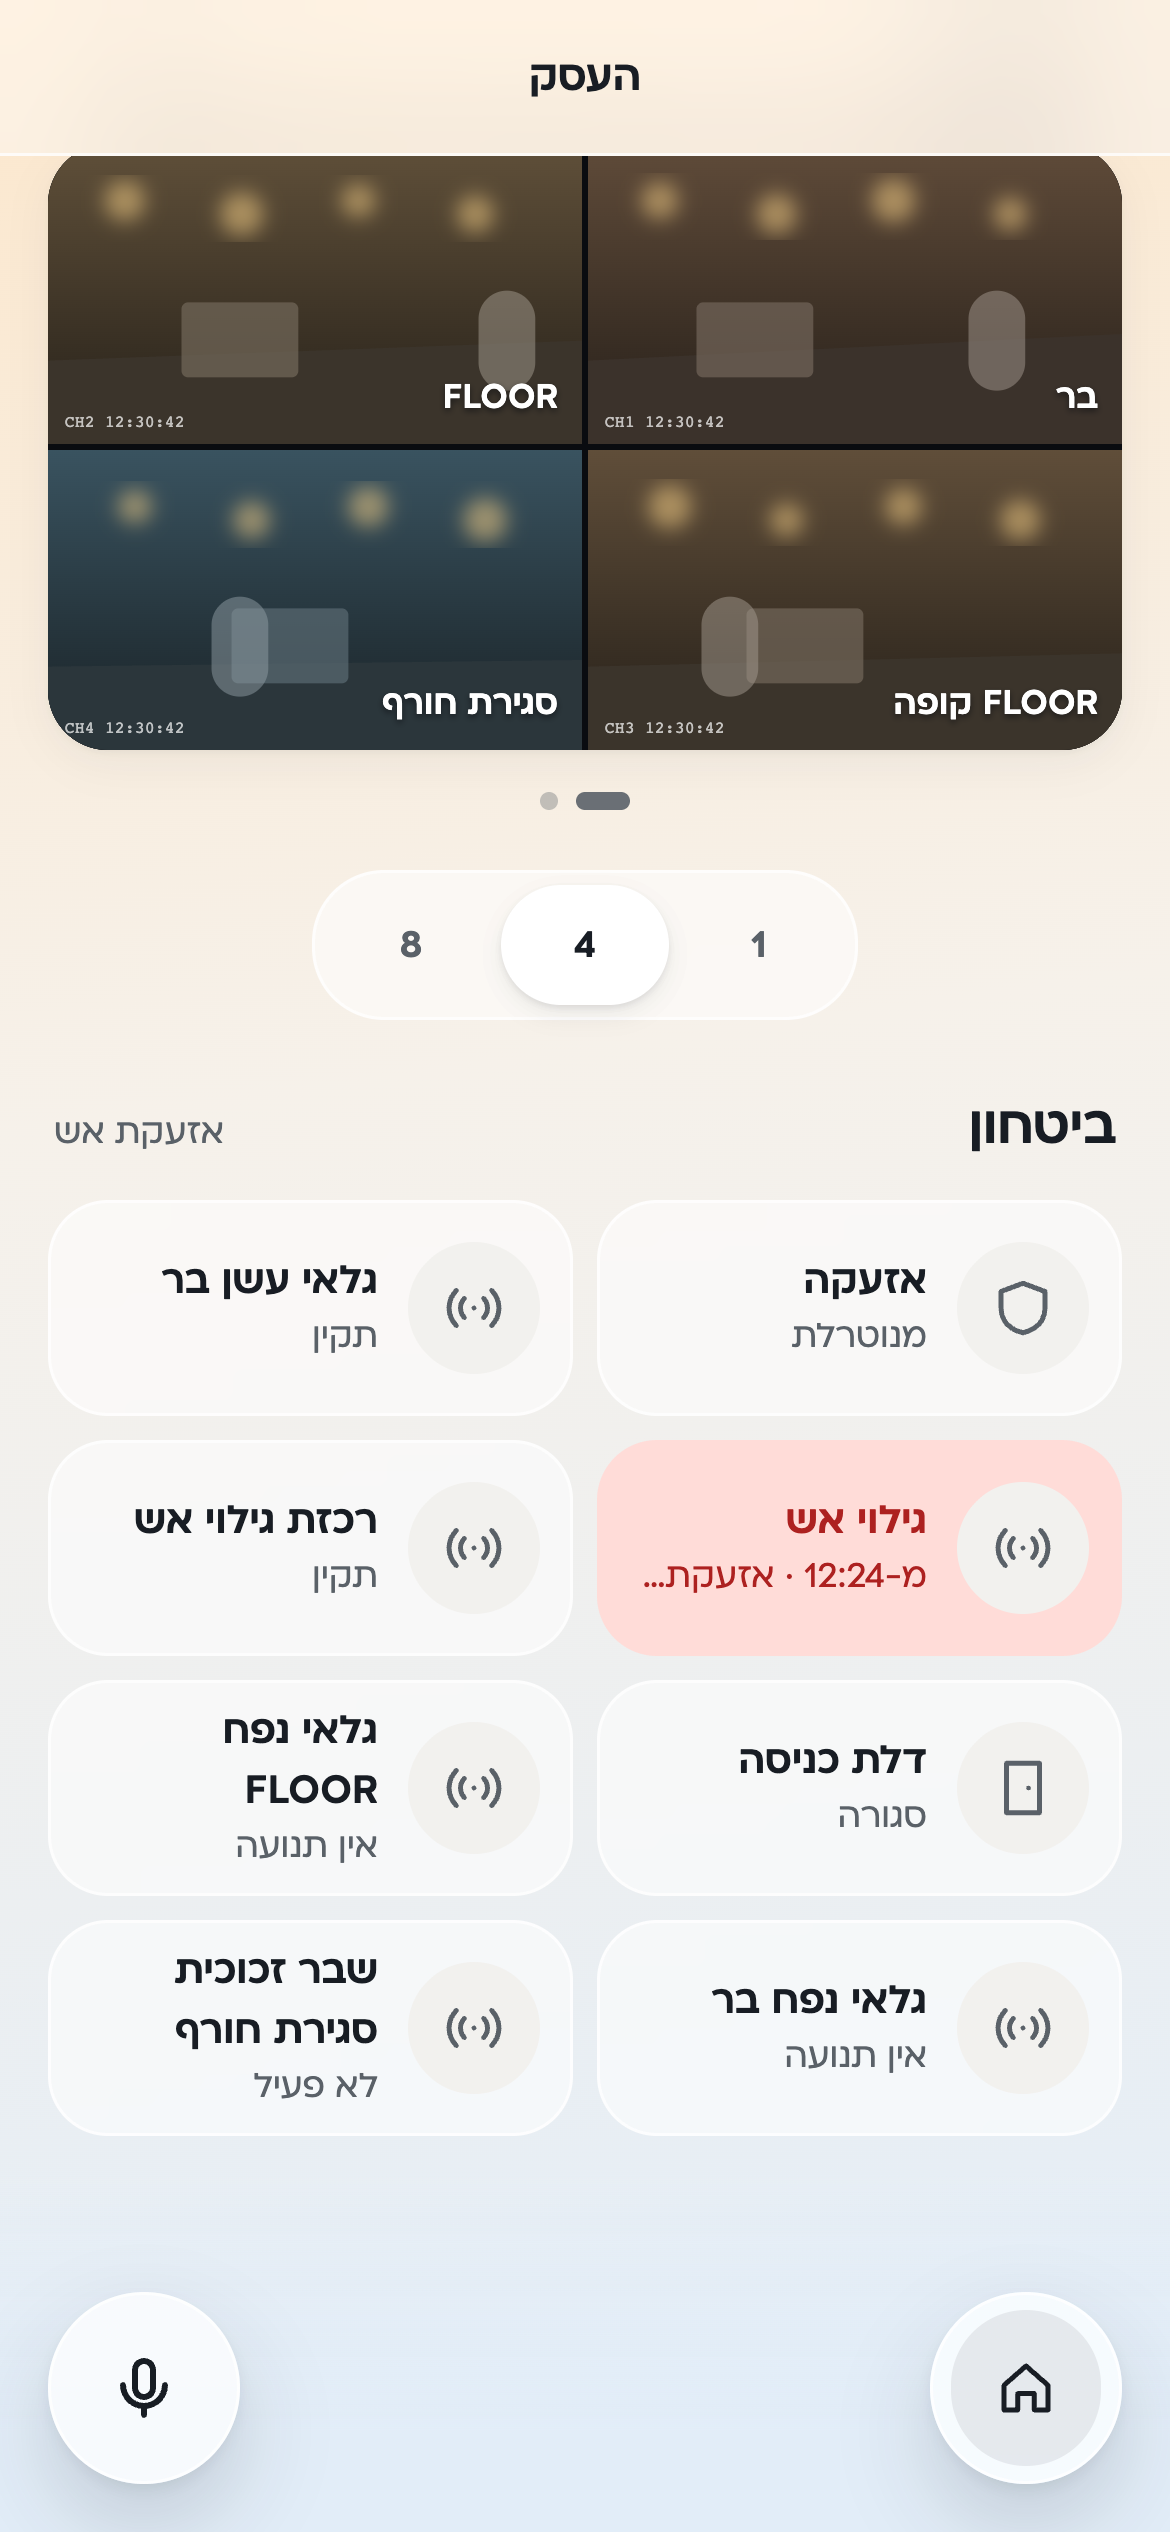 העסק
בר
CH1 12:30:42
FLOOR
CH2 12:30:42
FLOOR קופה
CH3 12:30:42
סגירת חורף
CH4 12:30:42
1
4
8
ביטחון
אזעקת אש
אזעקה
מנוטרלת
גלאי עשן בר
תקין
גילוי אש
מ-12:24 · אזעקת...
רכזת גילוי אש
תקין
דלת כניסה
סגורה
גלאי נפח
FLOOR
אין תנועה
גלאי נפח בר
אין תנועה
שבר זכוכית
סגירת חורף
לא פעיל